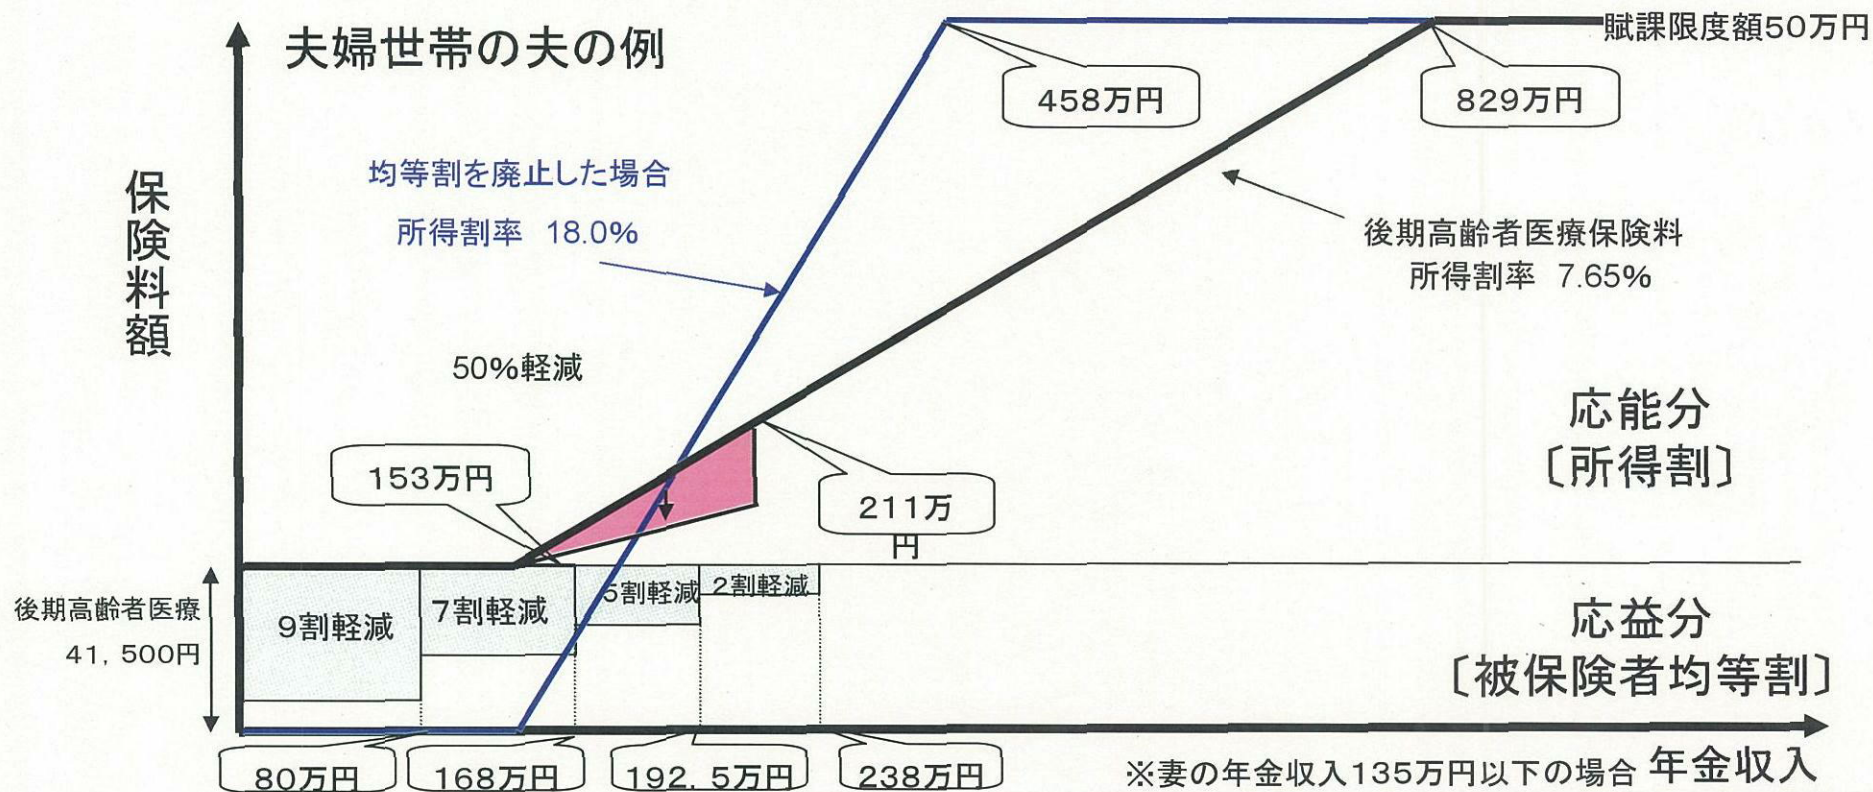 夫婦世帯の夫の例
賦課限度額50万円
458万円
829万円
均等割を廃止した場合
所得割率 18.0%
保険料額
後期高齢者医療保険料
所得割率 7.65%
50%軽減
応能分
〔所得割〕
153万円
211万
円
後期高齢者医療
41,500円
9割軽減
7割軽減
5割軽減
2割軽減
応益分
〔被保険者均等割〕
80万円
168万円
192.5万円
238万円
※妻の年金収入135万円以下の場合
年金収入